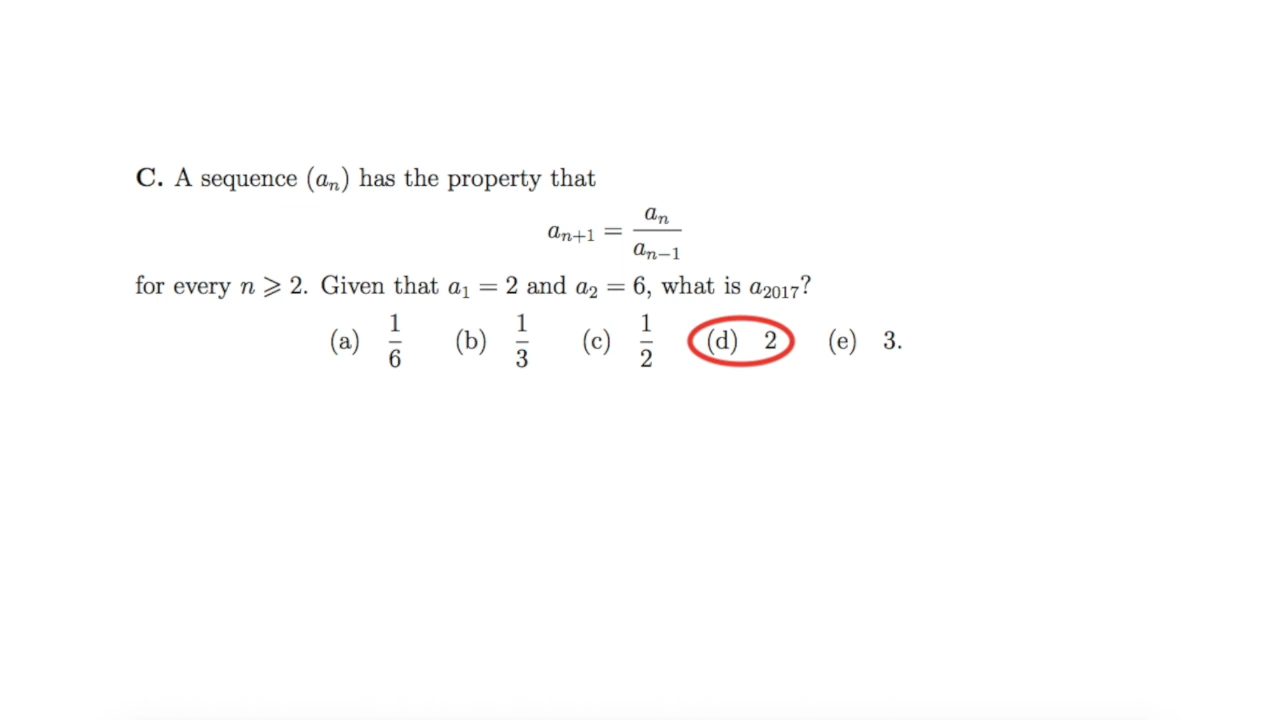 C. A sequence (aₙ) has the property that
aₙ₊₁ = aₙ / aₙ₋₁
for every n ⩾ 2. Given that a₁ = 2 and a₂ = 6, what is a₂₀₁₇?
(a) 1/6 (b) 1/3 (c) 1/2 (d) 2 (e) 3.